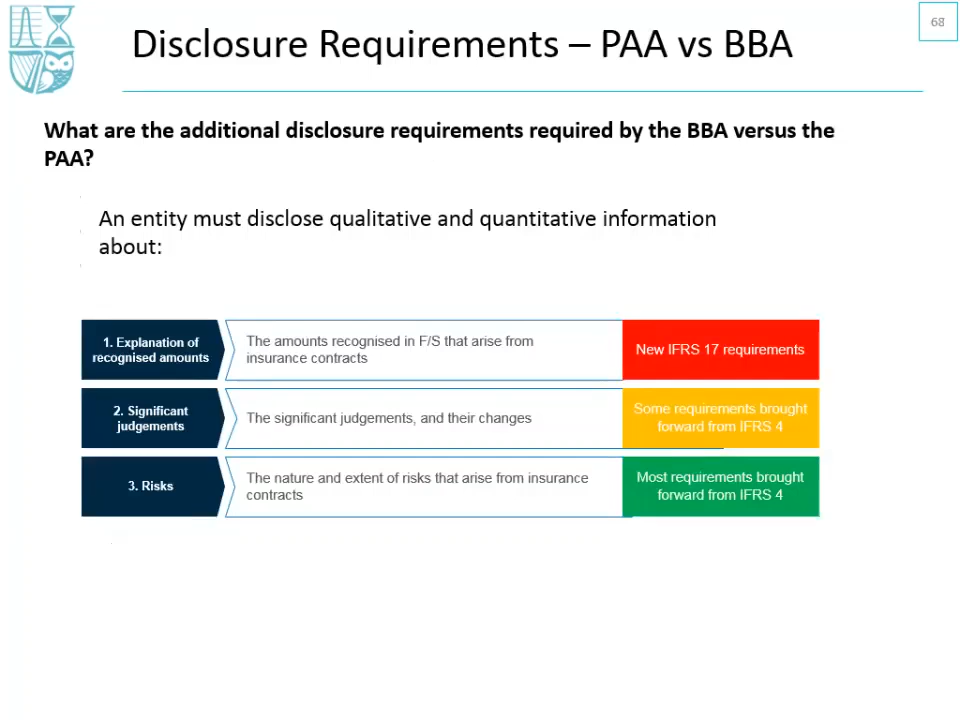 68
Disclosure Requirements – PAA vs BBA
What are the additional disclosure requirements required by the BBA versus the
PAA?
An entity must disclose qualitative and quantitative information
about:
1. Explanation of
recognised amounts
The amounts recognised in F/S that arise from
insurance contracts
New IFRS 17 requirements
2. Significant
judgements
The significant judgements, and their changes
Some requirements brought
forward from IFRS 4
3. Risks
The nature and extent of risks that arise from insurance
contracts
Most requirements brought
forward from IFRS 4